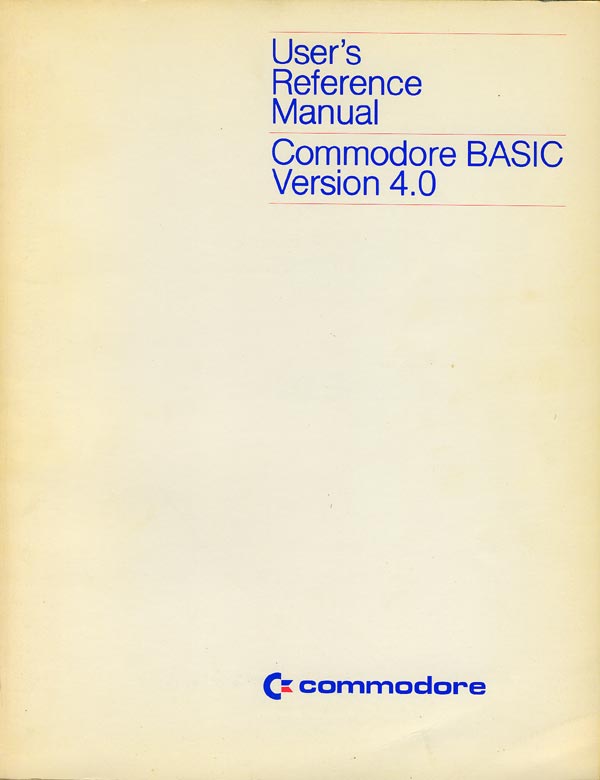 User's
Reference
Manual
Commodore BASIC
Version 4.0
commodore